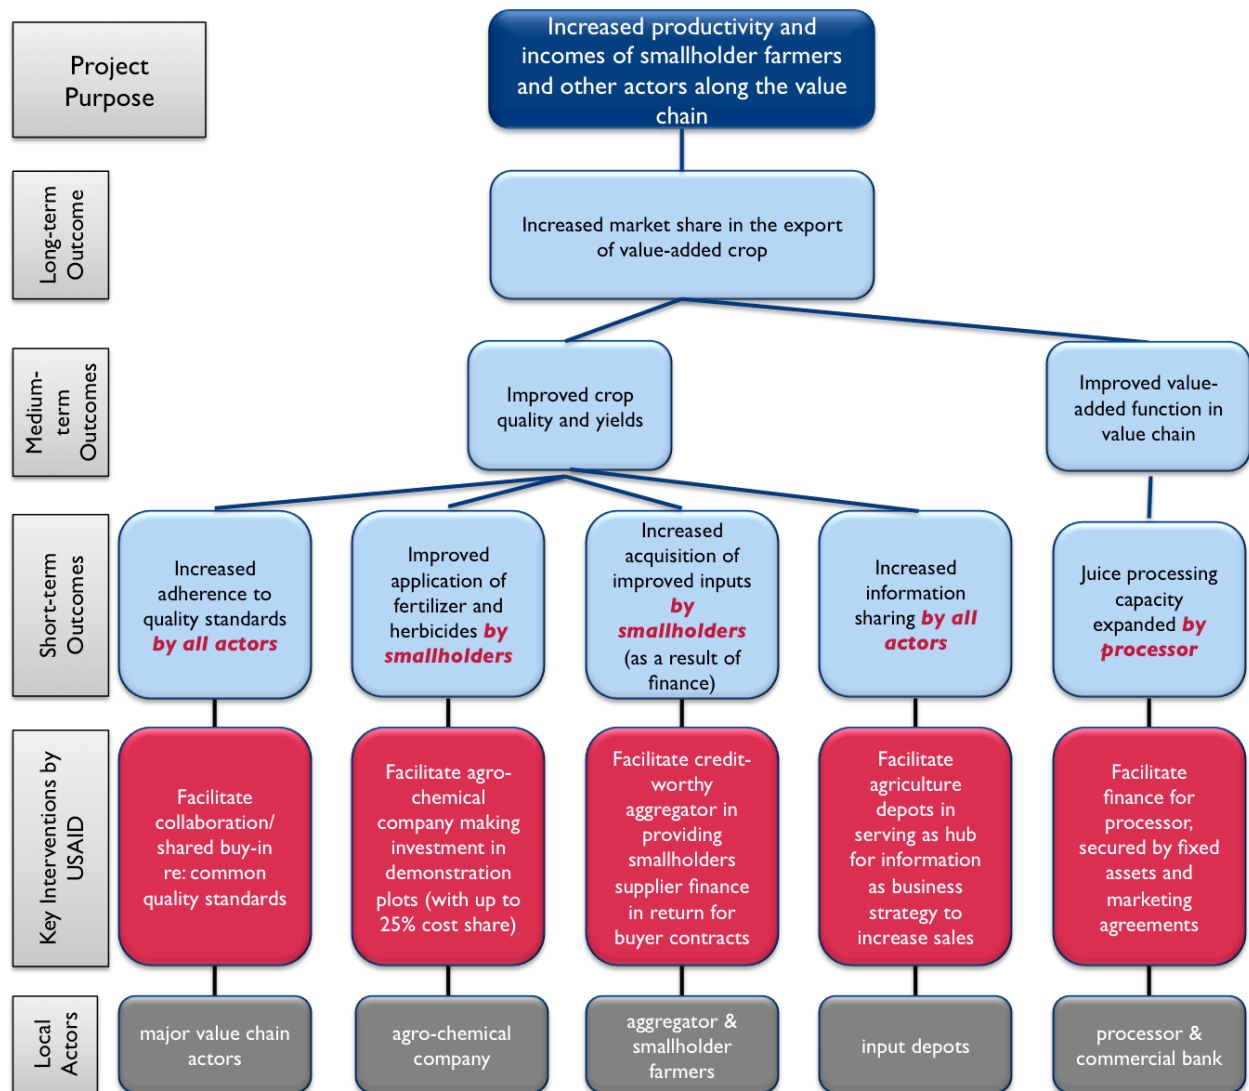 Project
Purpose
Increased productivity and
incomes of smallholder farmers
and other actors along the value
chain
Long-term
Outcome
Increased market share in the export
of value-added crop
Medium-
term
Outcomes
Improved crop
quality and yields
Improved value-
added function in
value chain
Short-term
Outcomes
Increased
adherence to
quality standards
by all actors
Improved
application of
fertilizer and
herbicides by
smallholders
Increased
acquisition of
improved inputs
by
smallholders
(as a result of
finance)
Increased
information
sharing by all
actors
Juice processing
capacity
expanded by
processor
Key Interventions by
USAID
Facilitate
collaboration/
shared buy-in
re: common
quality standards
Facilitate agro-
chemical
company making
investment in
demonstration
plots (with up to
25% cost share)
Facilitate credit-
worthy
aggregator in
providing
smallholders
supplier finance
in return for
buyer contracts
Facilitate
agriculture
depots in
serving as hub
for information
as business
strategy to
increase sales
Facilitate
finance for
processor,
secured by fixed
assets and
marketing
agreements
Local
Actors
major value chain
actors
agro-chemical
company
aggregator &
smallholder
farmers
input depots
processor &
commercial bank